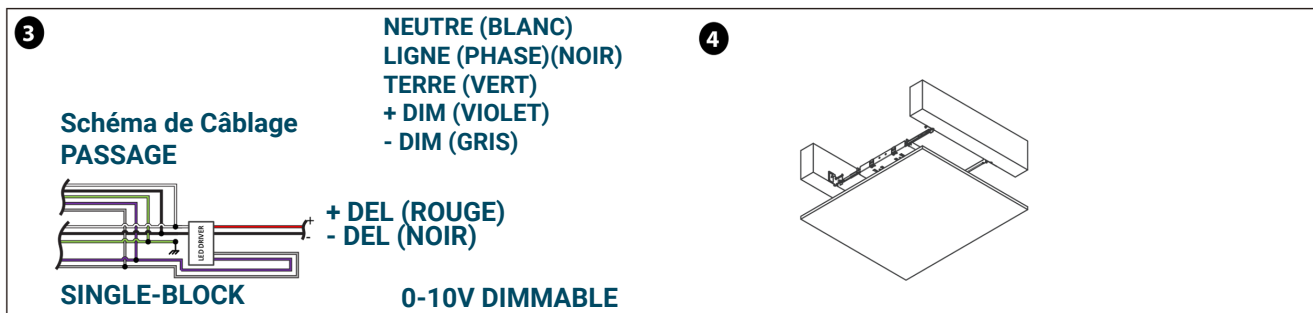 3
NEUTRE (BLANC)
LIGNE (PHASE)(NOIR)
TERRE (VERT)
+ DIM (VIOLET)
- DIM (GRIS)
Schéma de Câblage
PASSAGE
LED DRIVER
+
-
+ DEL (ROUGE)
- DEL (NOIR)
SINGLE-BLOCK
0-10V DIMMABLE
4